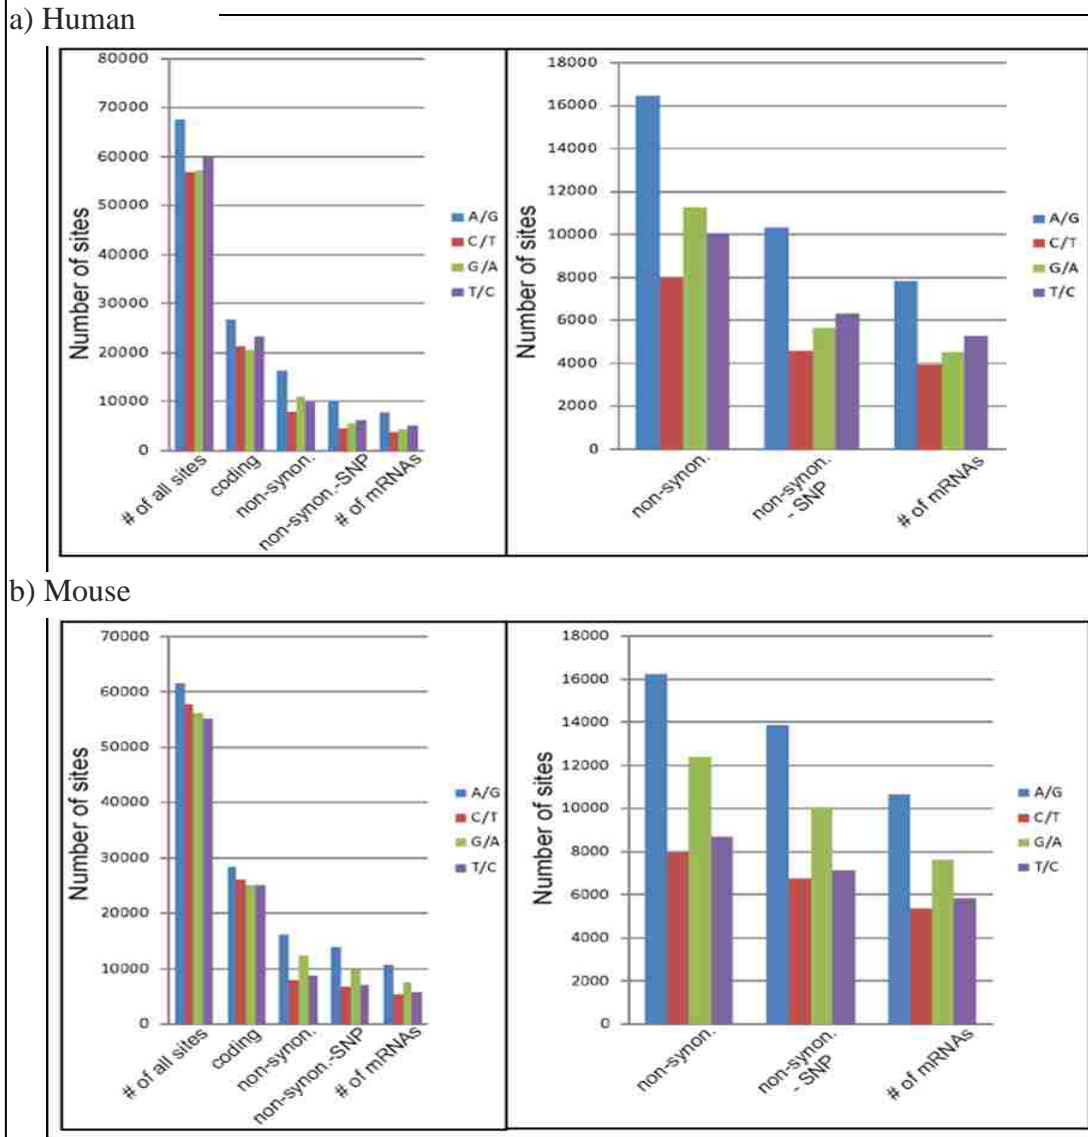 a) Human
80000
70000
60000
50000
40000
30000
20000
10000
0
Number of sites
# of all sites
coding
non-synon.
non-synon.-SNP
# of mRNAs
A/G
C/T
G/A
T/C
18000
16000
14000
12000
10000
8000
6000
4000
2000
0
Number of sites
non-synon.
non-synon.
- SNP
# of mRNAs
A/G
C/T
G/A
T/C
b) Mouse
70000
60000
50000
40000
30000
20000
10000
0
Number of sites
# of all sites
coding
non-synon.
non-synon.-SNP
# of mRNAs
A/G
C/T
G/A
T/C
18000
16000
14000
12000
10000
8000
6000
4000
2000
0
Number of sites
non-synon.
non-synon.
- SNP
# of mRNAs
A/G
C/T
G/A
T/C